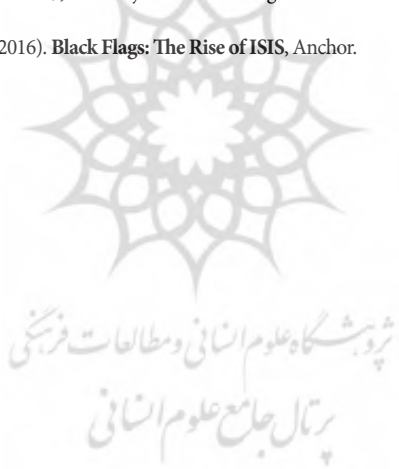 2016). Black Flags: The Rise of ISIS, Anchor.
پژوهشگاه علوم انسانی و مطالعات فرهنگی
پرتال جامع علوم انسانی